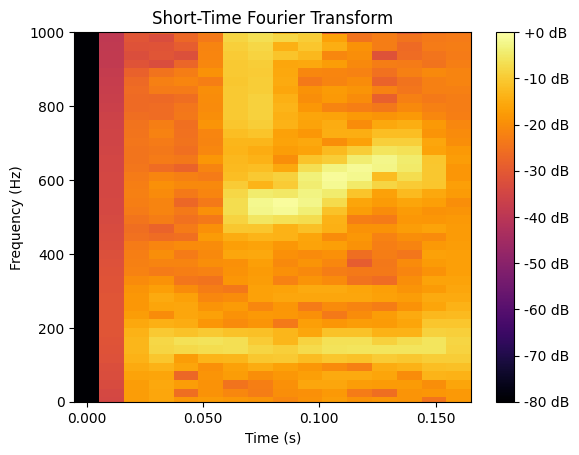 Short-Time Fourier Transform
1000
800
600
400
200
0
Frequency (Hz)
0.000
0.050
0.100
0.150
Time (s)
+0 dB
-10 dB
-20 dB
-30 dB
-40 dB
-50 dB
-60 dB
-70 dB
-80 dB